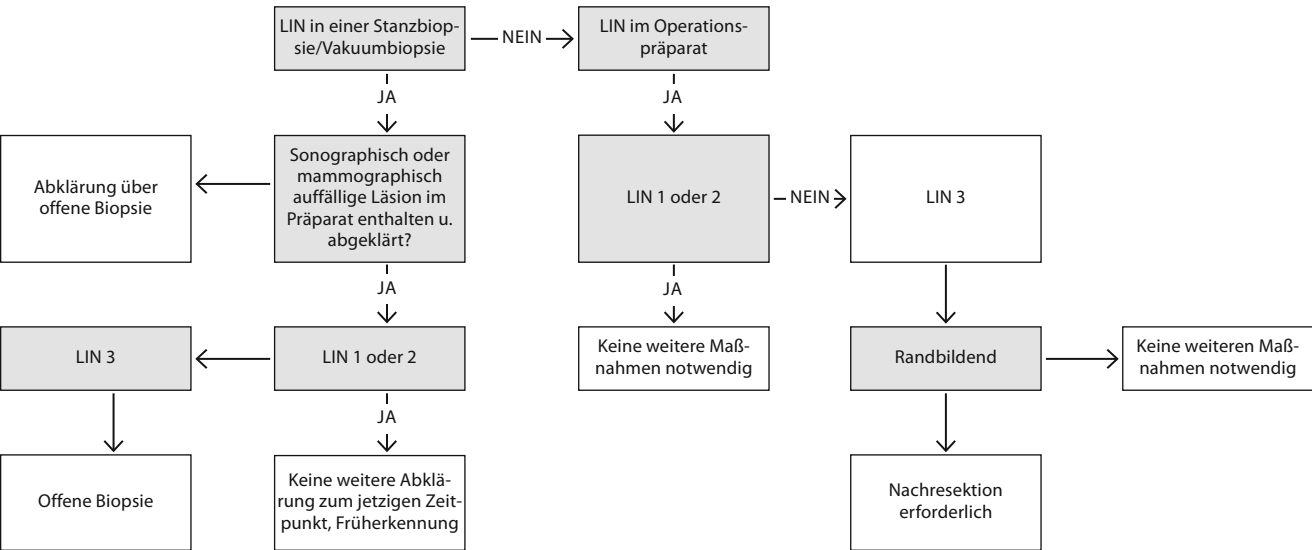 LIN in einer Stanzbiop-
sie/Vakuumbiopsie
NEIN
LIN im Operations-
präparat
JA
JA
Abklärung über
offene Biopsie
Sonographisch oder
mammographisch
auffällige Läsion im
Präparat enthalten u.
abgeklärt?
LIN 1 oder 2
NEIN
LIN 3
JA
JA
LIN 3
LIN 1 oder 2
Keine weitere Maß-
nahmen notwendig
Randbildend
Keine weiteren Maß-
nahmen notwendig
JA
Offene Biopsie
Keine weitere Abklä-
rung zum jetzigen Zeit-
punkt, Früherkennung
Nachresektion
erforderlich